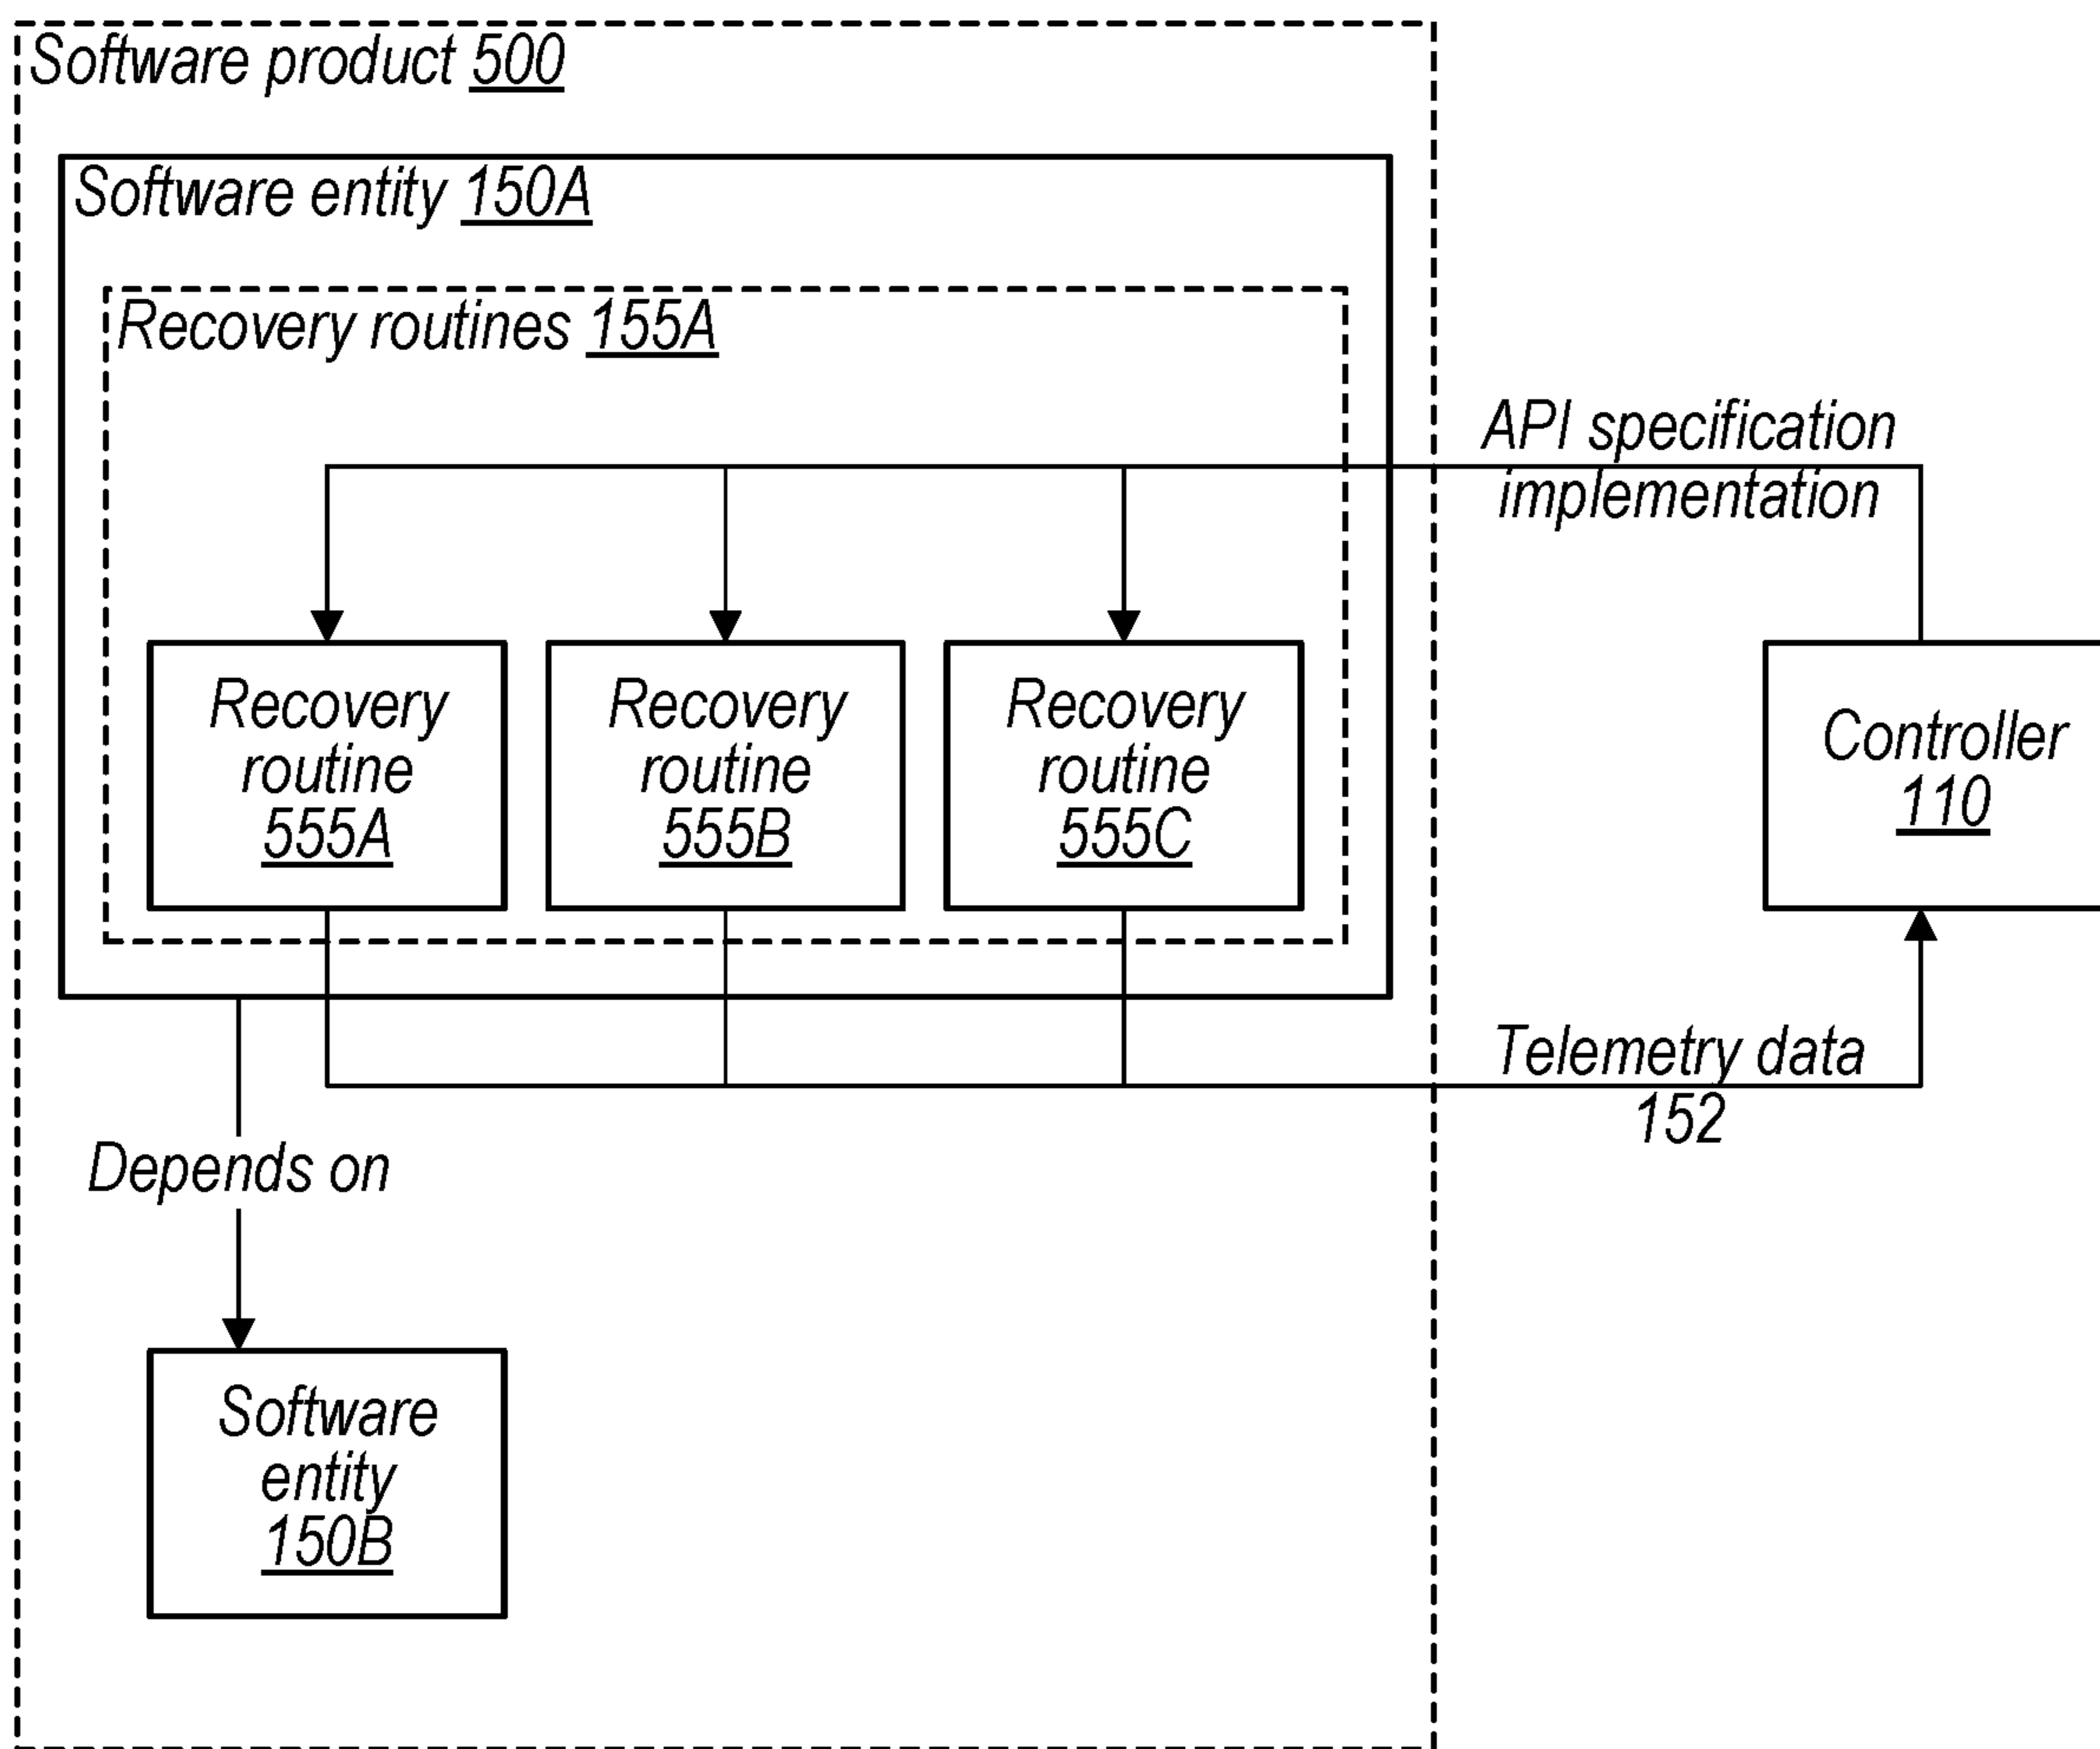 Software product 500
Software entity 150A
Recovery routines 155A
API specification
implementation
Recovery
routine
555A
Recovery
routine
555B
Recovery
routine
555C
Controller
110
Telemetry data
152
Depends on
Software
entity
150B